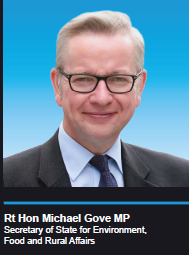 Rt Hon Michael Gove MP
Secretary of State for Environment,
Food and Rural Affairs